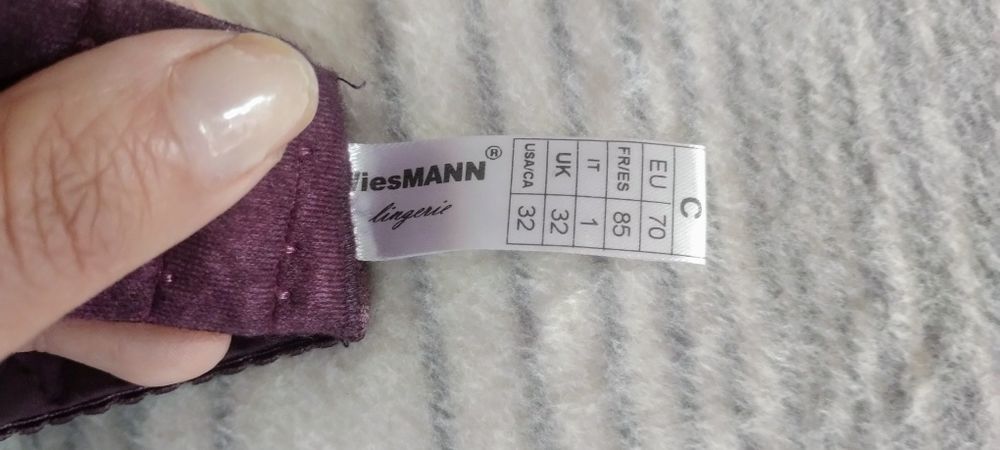 iesMANN®
lingerie
C
EU 70
FR/ES 85
IT 1
UK 32
USA/CA 32